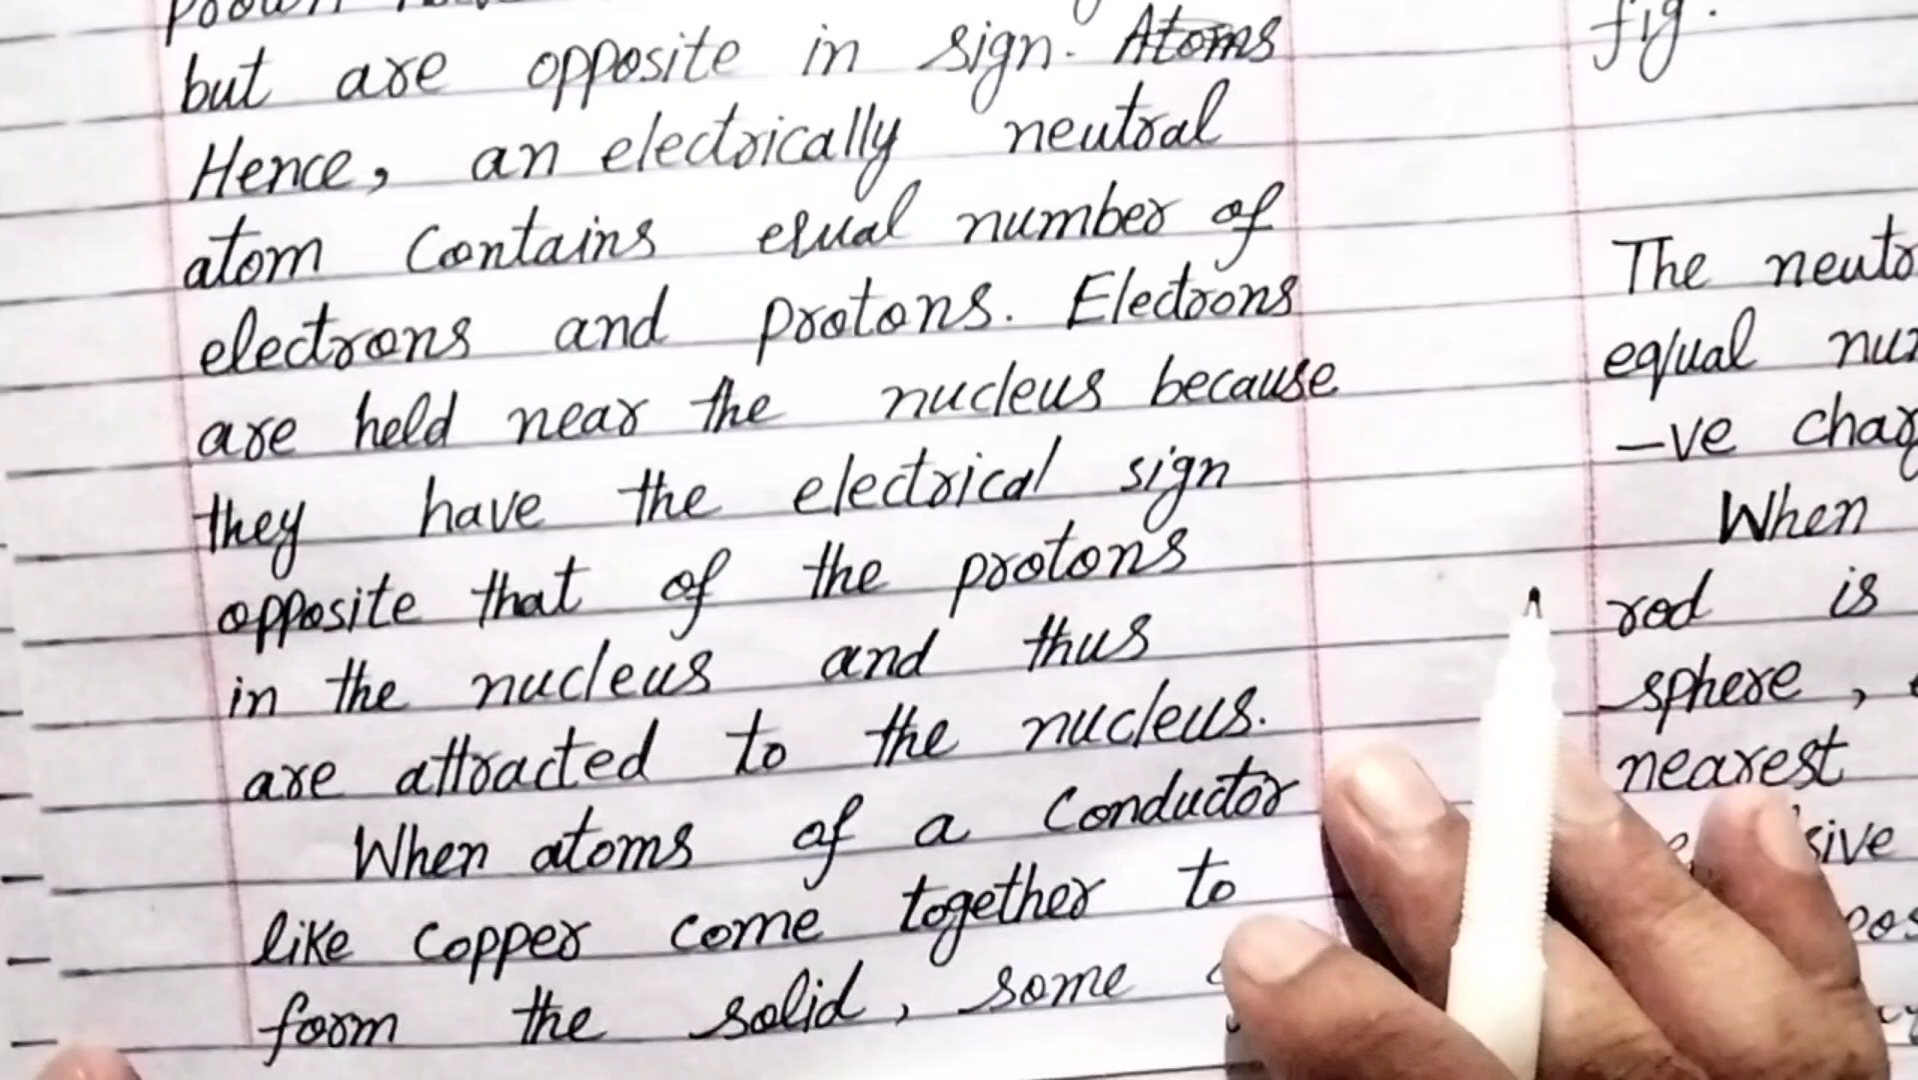 but are opposite in sign. Atoms
Hence, an electrically neutral
atom contains equal number of
electrons and protons. Electrons
are held near the nucleus because
they have the electrical sign
opposite that of the protons
in the nucleus and thus
are attracted to the nucleus.
When atoms of a conductor
like copper come together to
form the solid, some
fig.
The
equal
-ve
When
rod is
sphere,
nearest